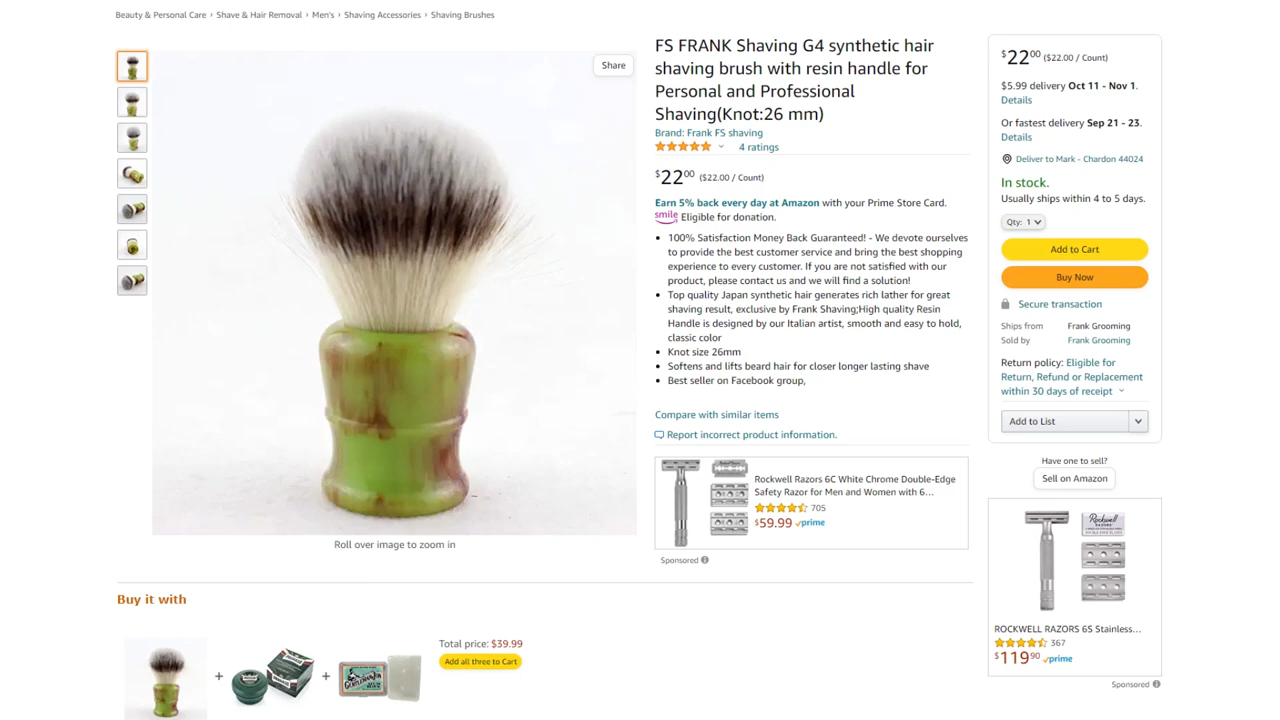 Beauty & Personal Care › Shave & Hair Removal › Men's › Shaving Accessories › Shaving Brushes
Share
Roll over image to zoom in
FS FRANK Shaving G4 synthetic hair
shaving brush with resin handle for
Personal and Professional
Shaving(Knot:26 mm)
Brand: Frank FS shaving
4 ratings
$2200 ($22.00 / Count)
Earn 5% back every day at Amazon with your Prime Store Card.
smile Eligible for donation.
• 100% Satisfaction Money Back Guaranteed! - We devote ourselves
to provide the best customer service and bring the best shopping
experience to every customer. If you are not satisfied with our
product, please contact us and we will find a solution!
• Top quality Japan synthetic hair generates rich lather for great
shaving result, exclusive by Frank Shaving;High quality Resin
Handle is designed by our Italian artist, smooth and easy to hold,
classic color
• Knot size 26mm
• Softens and lifts beard hair for closer longer lasting shave
• Best seller on Facebook group,
Compare with similar items
Report incorrect product information.
Rockwell Razors 6C White Chrome Double-Edge
Safety Razor for Men and Women with 6...
705
$59.99 prime
Sponsored
$2200 ($22.00 / Count)
$5.99 delivery Oct 11 - Nov 1.
Details
Or fastest delivery Sep 21 - 23.
Details
Deliver to Mark - Chardon 44024
In stock.
Usually ships within 4 to 5 days.
Qty: 1
Add to Cart
Buy Now
Secure transaction
Ships from Frank Grooming
Sold by Frank Grooming
Return policy: Eligible for
Return, Refund or Replacement
within 30 days of receipt
Add to List
Have one to sell?
Sell on Amazon
Rockwell
RAZORS
ROCKWELL RAZORS 6S Stainless...
367
$11990 prime
Sponsored
Buy it with
Total price: $39.99
Add all three to Cart
+
+